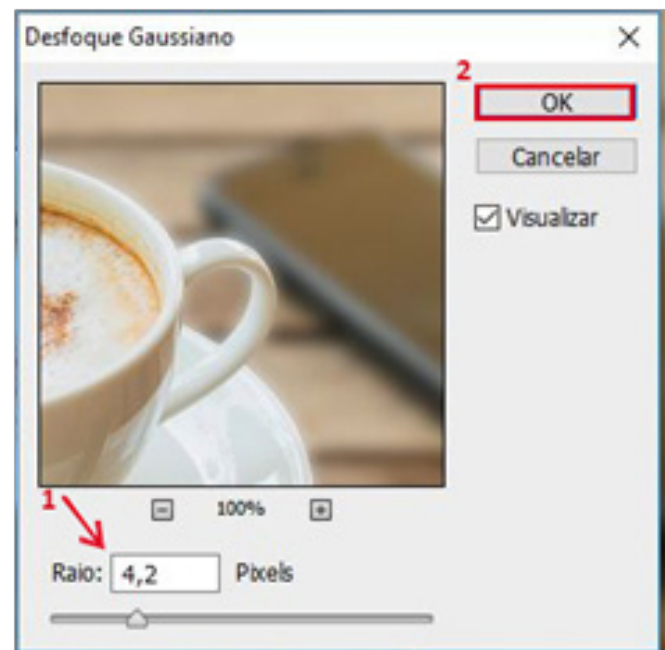 Desfoque Gaussiano
2
OK
Cancelar
Visualizar
1
100%
Raio: 4,2 Pixels